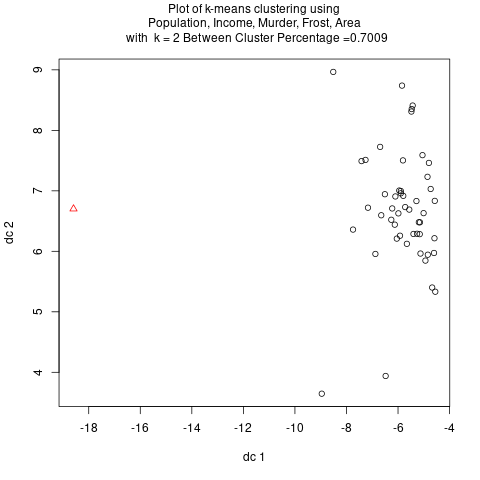 Plot of k-means clustering using
Population, Income, Murder, Frost, Area
with k = 2 Between Cluster Percentage =0.7009
9
8
7
6
5
4
dc 2
-18
-16
-14
-12
-10
-8
-6
-4
dc 1